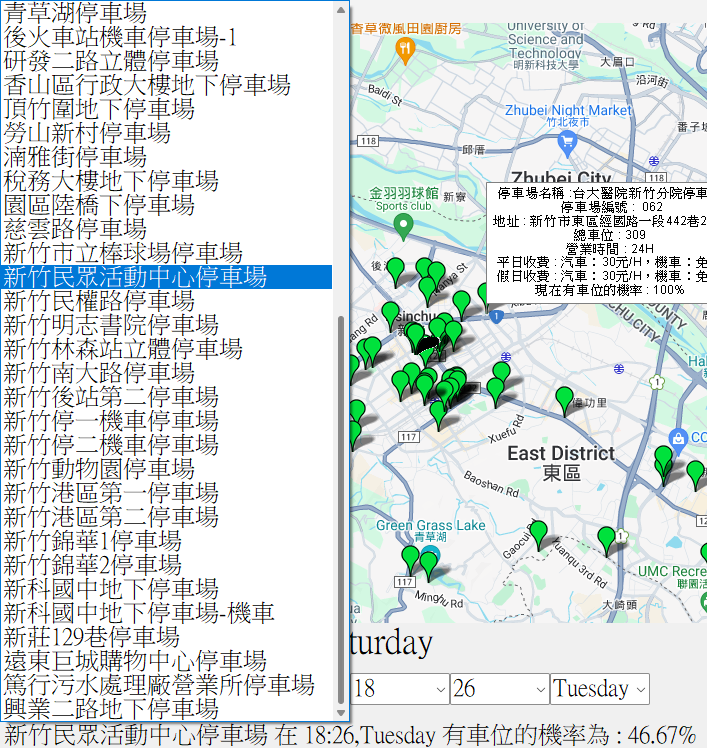 青草湖停車場
後火車站機車停車場-1
研發二路立體停車場
香山區行政大樓地下停車場
頂竹圍地下停車場
勞山新村停車場
湳雅街停車場
稅務大樓地下停車場
園區陸橋下停車場
慈雲路停車場
新竹市立棒球場停車場
新竹民眾活動中心停車場
新竹民權路停車場
新竹明志書院停車場
新竹林森站立體停車場
新竹南大路停車場
新竹後站第二停車場
新竹停一機車停車場
新竹停二機車停車場
新竹動物園停車場
新竹港區第一停車場
新竹港區第二停車場
新竹錦華1停車場
新竹錦華2停車場
新科國中地下停車場
新科國中地下停車場-機車
新莊129巷停車場
遠東巨城購物中心停車場
篤行污水處理廠營業所停車場
興業二路地下停車場
香草微風田園廚房
University of
Science and
Technology
明新科技大學
大眉口
沿河街
Baidi St
Zhubei Night Market
竹北夜市
番子
118
邱厝
Zhubei City
金羽羽球館
Sports club
新寮
停車場名稱 :台大醫院新竹分院停車
停車場編號 : 062
地址 : 新竹市東區經國路一段442巷2
總車位 : 309
營業時間 : 24H
平日收費 : 汽車 : 30元/H，機車 : 免
假日收費 : 汽車 : 30元/H，機車 : 免
現在有車位的機率 : 100%
後
nya St
1
COUNTY
HU CITY
sinchu
新
ang Rd
Hal
1
偉功里
117
Xuefu Rd
CO
East District
東區
Baoshan Rd
Green Grass Lake
青草湖
Gaocui Rd
Yuanqu 3rd Rd
1
117
Minghu Rd
大崎頭
UMC Recre
聯園
turday
18
26
Tuesday
新竹民眾活動中心停車場 在 18:26,Tuesday 有車位的機率為 : 46.67%